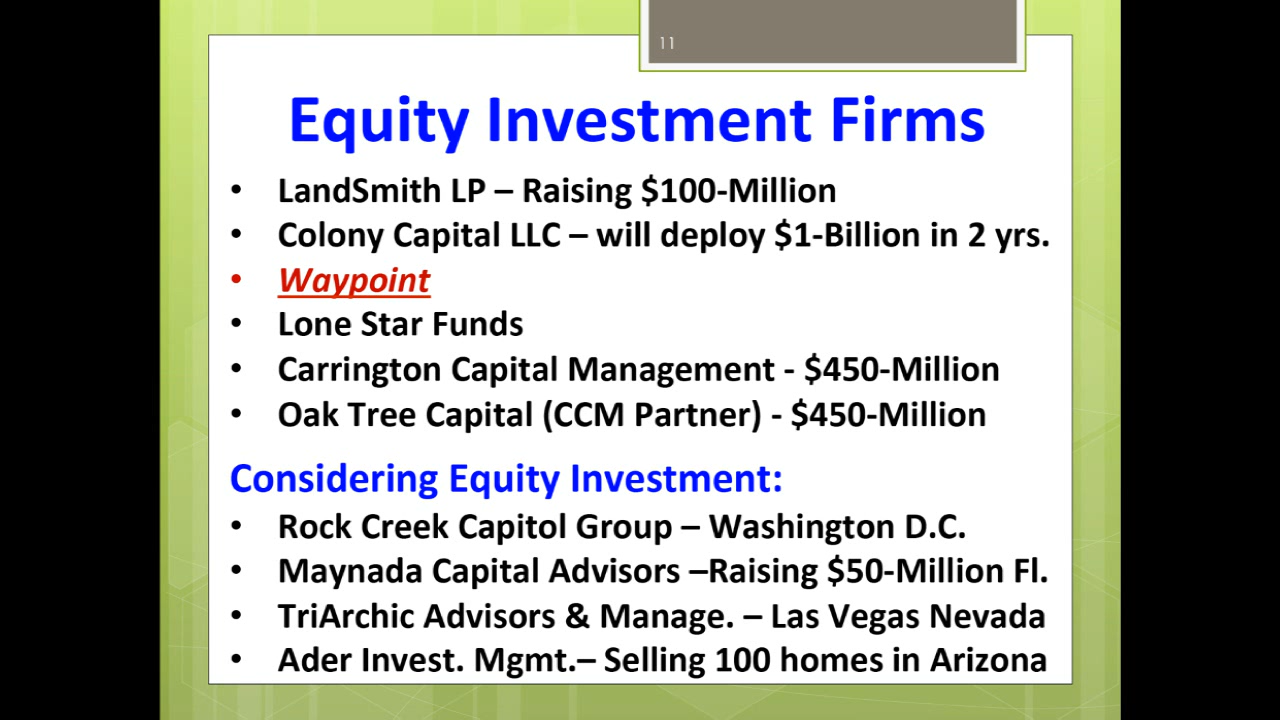 11
Equity Investment Firms
• LandSmith LP – Raising $100-Million
• Colony Capital LLC – will deploy $1-Billion in 2 yrs.
• Waypoint
• Lone Star Funds
• Carrington Capital Management - $450-Million
• Oak Tree Capital (CCM Partner) - $450-Million
Considering Equity Investment:
• Rock Creek Capitol Group – Washington D.C.
• Maynada Capital Advisors –Raising $50-Million Fl.
• TriArchic Advisors & Manage. – Las Vegas Nevada
• Ader Invest. Mgmt.– Selling 100 homes in Arizona